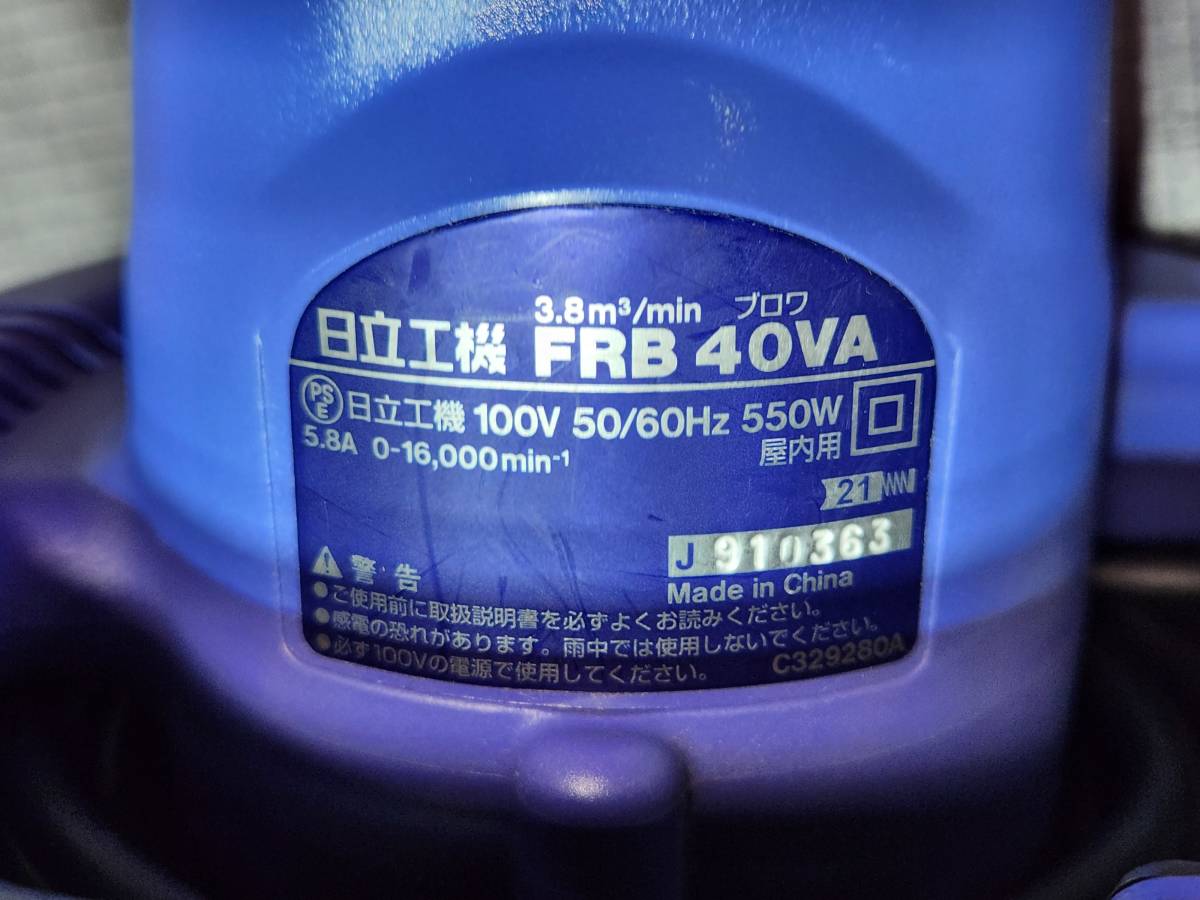 3.8m³/min ブロワ
日立工機 FRB 40VA
PSE 日立工機 100V 50/60Hz 550W
5.8A 0-16,000min⁻¹ 屋内用
21
J 910363
Made in China
警告
●ご使用前に取扱説明書を必ずよくお読みください。
●感電の恐れがあります。雨中では使用しないでください。
●必ず100Vの電源で使用してください。
C329280A